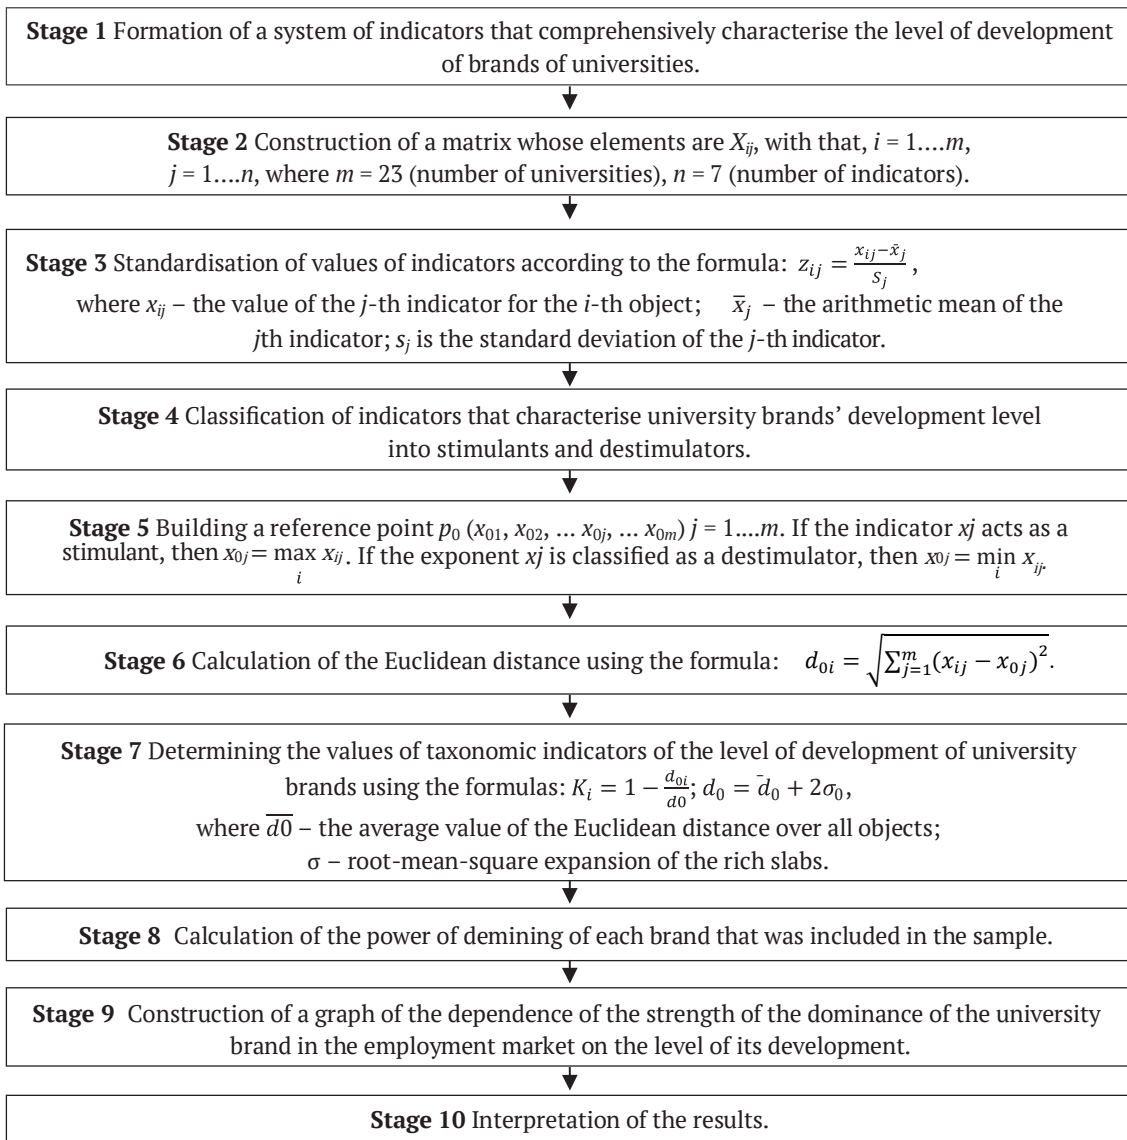 Stage 1 Formation of a system of indicators that comprehensively characterise the level of development
of brands of universities.
Stage 2 Construction of a matrix whose elements are Xᵢⱼ, with that, i = 1....m,
j = 1....n, where m = 23 (number of universities), n = 7 (number of indicators).
Stage 3 Standardisation of values of indicators according to the formula: zᵢⱼ = (xᵢⱼ−x̄ⱼ)/Sⱼ,
where xᵢⱼ – the value of the j-th indicator for the i-th object; x̄ⱼ – the arithmetic mean of the
jth indicator; sⱼ is the standard deviation of the j-th indicator.
Stage 4 Classification of indicators that characterise university brands’ development level
into stimulants and destimulators.
Stage 5 Building a reference point p₀ (x₀₁, x₀₂, ... x₀ⱼ, ... x₀ₘ) j = 1....m. If the indicator xj acts as a
stimulant, then x₀ⱼ = max xᵢⱼ. If the exponent xj is classified as a destimulator, then x₀ⱼ = min xᵢⱼ.
i i
Stage 6 Calculation of the Euclidean distance using the formula: d₀ᵢ = √(∑ᵐⱼ₌₁(xᵢⱼ − x₀ⱼ)²).
Stage 7 Determining the values of taxonomic indicators of the level of development of university
brands using the formulas: Kᵢ = 1 − d₀ᵢ/d0; d₀ = d̄₀ + 2σ₀,
where d̅0̅ – the average value of the Euclidean distance over all objects;
σ – root-mean-square expansion of the rich slabs.
Stage 8 Calculation of the power of demining of each brand that was included in the sample.
Stage 9 Construction of a graph of the dependence of the strength of the dominance of the university
brand in the employment market on the level of its development.
Stage 10 Interpretation of the results.